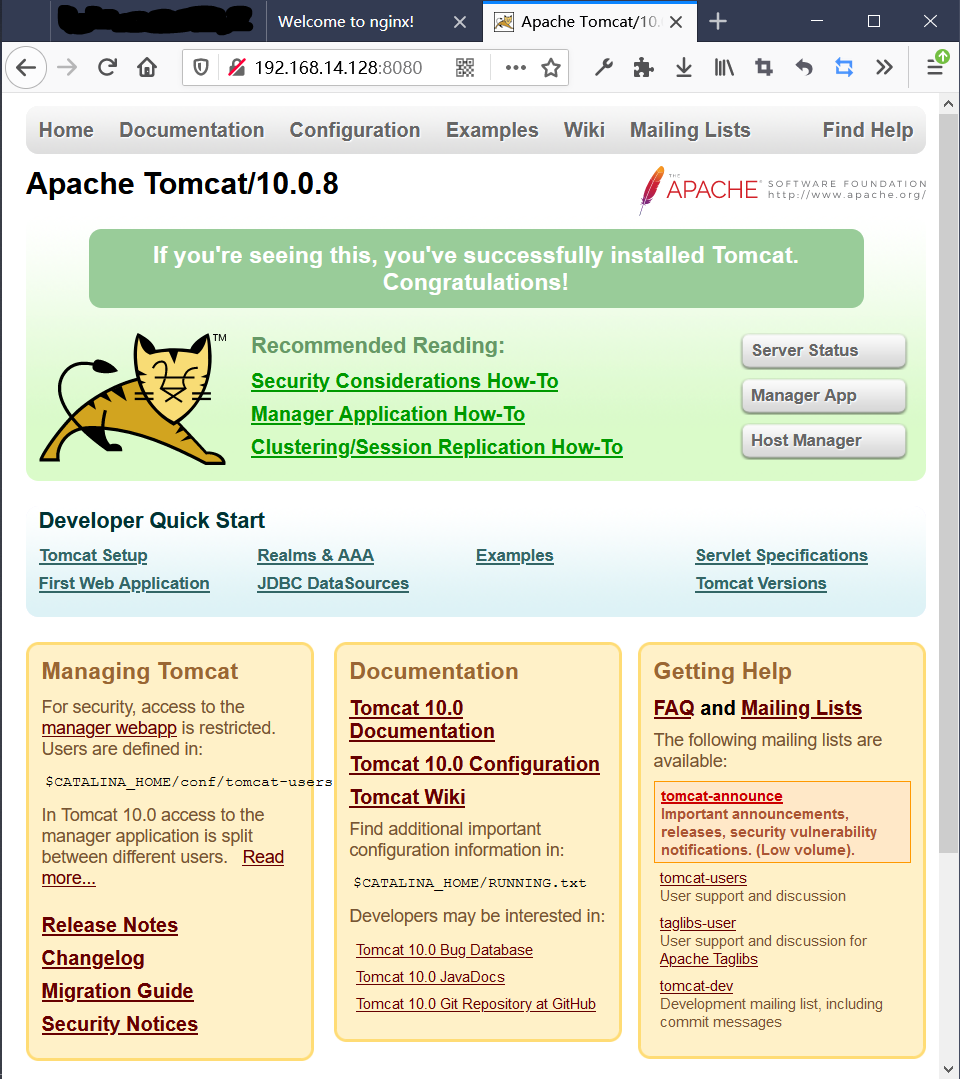 Welcome to nginx!
Apache Tomcat/10.0
192.168.14.128:8080
Home Documentation Configuration Examples Wiki Mailing Lists Find Help
Apache Tomcat/10.0.8
THE APACHE® SOFTWARE FOUNDATION
http://www.apache.org/
If you're seeing this, you've successfully installed Tomcat.
Congratulations!
TM
Recommended Reading:
Security Considerations How-To
Manager Application How-To
Clustering/Session Replication How-To
Server Status
Manager App
Host Manager
Developer Quick Start
Tomcat Setup
First Web Application
Realms & AAA
JDBC DataSources
Examples
Servlet Specifications
Tomcat Versions
Managing Tomcat
For security, access to the
manager webapp is restricted.
Users are defined in:
$CATALINA_HOME/conf/tomcat-users
In Tomcat 10.0 access to the
manager application is split
between different users. Read
more...
Release Notes
Changelog
Migration Guide
Security Notices
Documentation
Tomcat 10.0
Documentation
Tomcat 10.0 Configuration
Tomcat Wiki
Find additional important
configuration information in:
$CATALINA_HOME/RUNNING.txt
Developers may be interested in:
Tomcat 10.0 Bug Database
Tomcat 10.0 JavaDocs
Tomcat 10.0 Git Repository at GitHub
Getting Help
FAQ and Mailing Lists
The following mailing lists are
available:
tomcat-announce
Important announcements,
releases, security vulnerability
notifications. (Low volume).
tomcat-users
User support and discussion
taglibs-user
User support and discussion for
Apache Taglibs
tomcat-dev
Development mailing list, including
commit messages